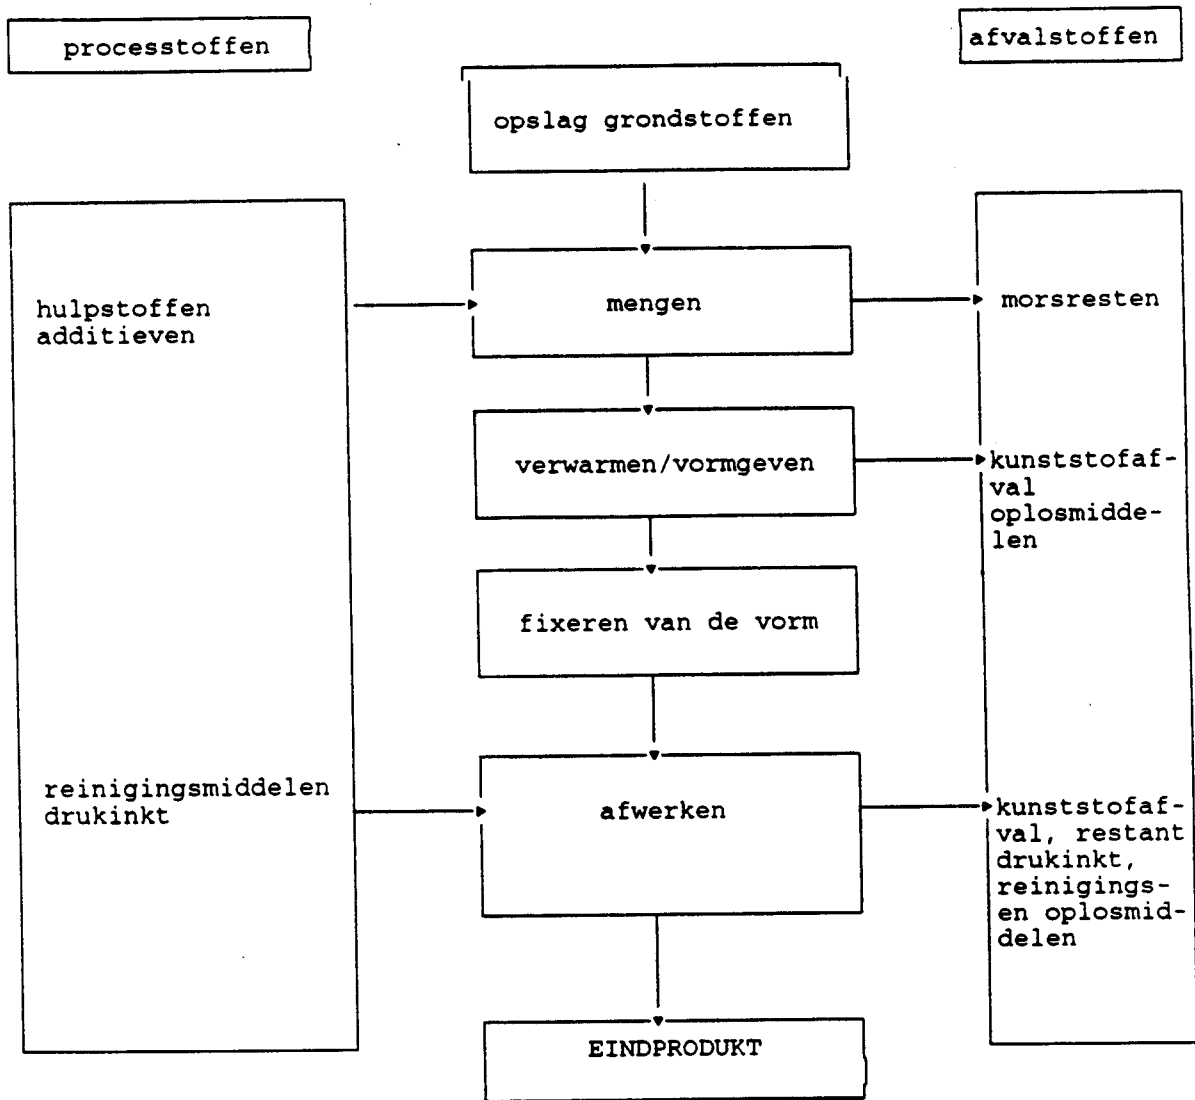 processtoffen
afvalstoffen
opslag grondstoffen
hulpstoffen
additieven
mengen
morsresten
verwarmen/vormgeven
kunststofaf-
val
oplosmidde-
len
fixeren van de vorm
reinigingsmiddelen
drukinkt
afwerken
kunststofaf-
val, restant
drukinkt,
reinigings-
en oplosmid-
delen
EINDPRODUKT